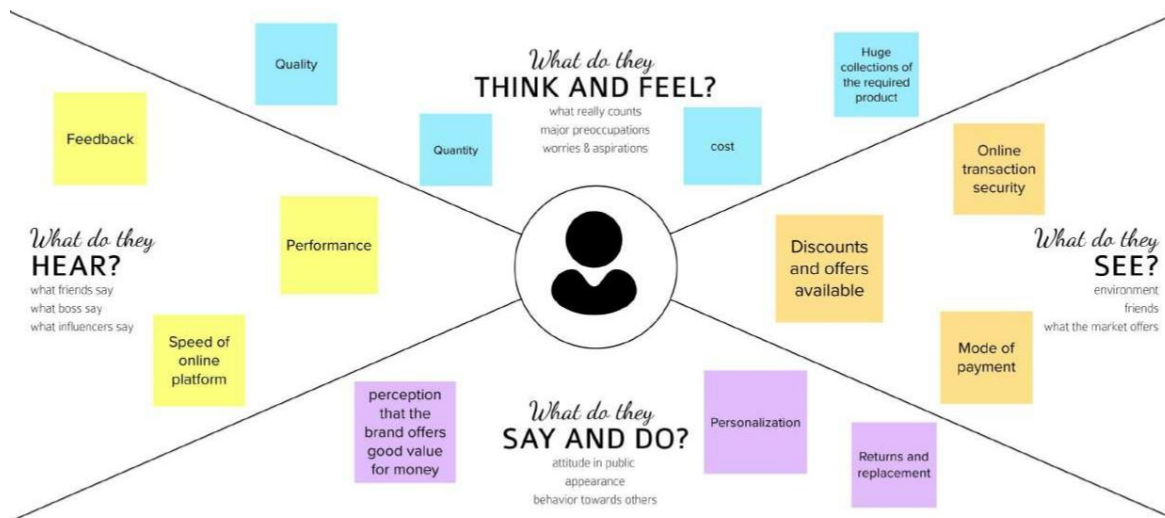 What do they
THINK AND FEEL?
what really counts
major preoccupations
worries & aspirations
Quality
Quantity
cost
Huge
collections of
the required
product
Feedback
Performance
What do they
HEAR?
what friends say
what boss say
what influencers say
Speed of
online
platform
Online
transaction
security
Discounts
and offers
available
What do they
SEE?
environment
friends
what the market offers
Mode of
payment
perception
that the
brand offers
good value
for money
What do they
SAY AND DO?
attitude in public
appearance
behavior towards others
Personalization
Returns and
replacement